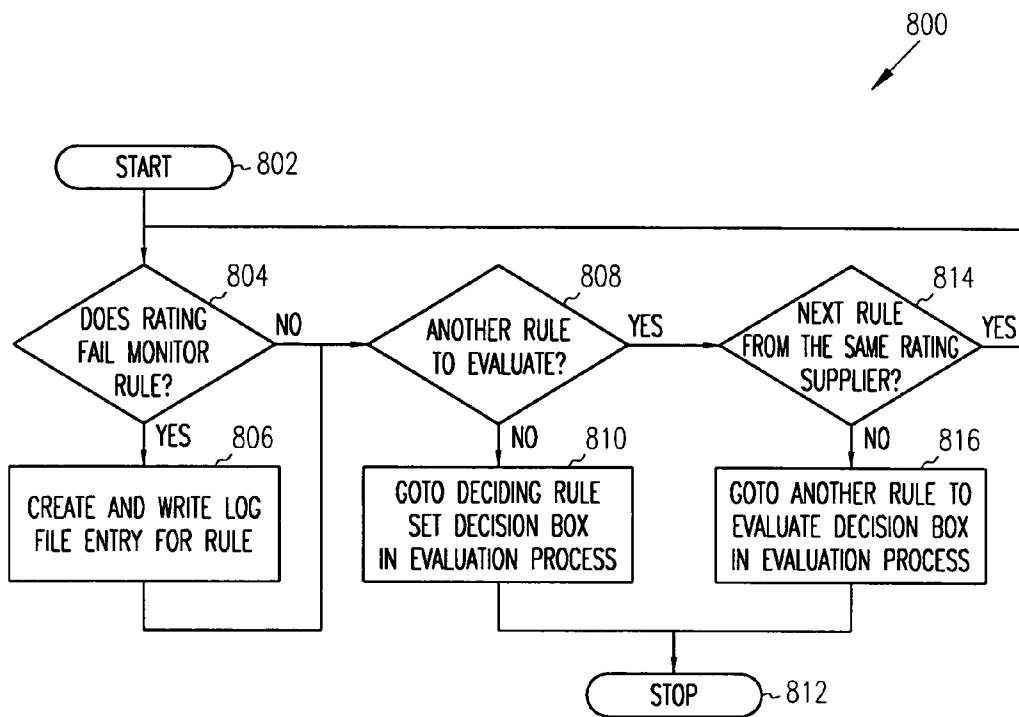 800
START
802
804
DOES RATING
FAIL MONITOR
RULE?
NO
YES
806
CREATE AND WRITE LOG
FILE ENTRY FOR RULE
808
ANOTHER RULE
TO EVALUATE?
YES
NO
810
GOTO DECIDING RULE
SET DECISION BOX
IN EVALUATION PROCESS
814
NEXT RULE
FROM THE SAME RATING
SUPPLIER?
YES
NO
816
GOTO ANOTHER RULE TO
EVALUATE DECISION BOX
IN EVALUATION PROCESS
STOP
812